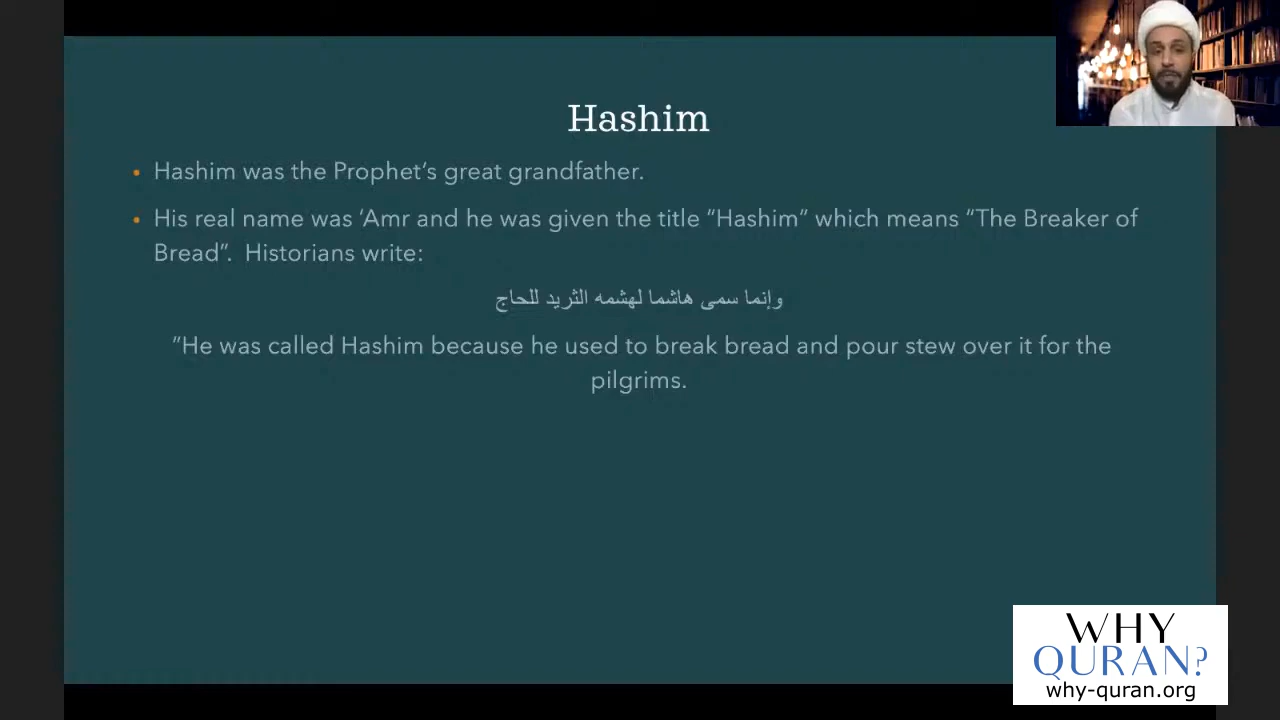 Hashim
• Hashim was the Prophet’s great grandfather.
• His real name was ‘Amr and he was given the title “Hashim” which means “The Breaker of
Bread”. Historians write:
وإنما سمى هاشما لهشمه الثريد للحاج
“He was called Hashim because he used to break bread and pour stew over it for the
pilgrims.
WHY
QURAN?
why-quran.org